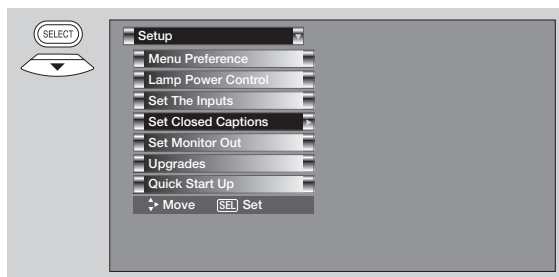 SELECT
Setup
Menu Preference
Lamp Power Control
Set The Inputs
Set Closed Captions
Set Monitor Out
Upgrades
Quick Start Up
Move SEL Set